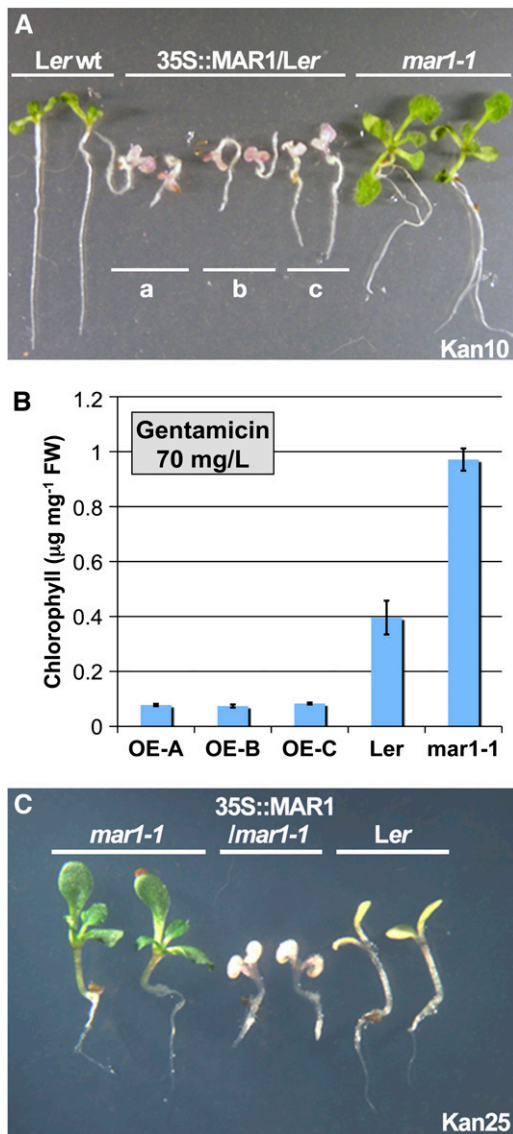 A
Ler wt 35S::MAR1/Ler mar1-1
a b c
Kan10
B
Chlorophyll (µg mg-1 FW)
1.2
1
0.8
0.6
0.4
0.2
0
Gentamicin
70 mg/L
OE-A OE-B OE-C Ler mar1-1
C
35S::MAR1
mar1-1 /mar1-1 Ler
Kan25